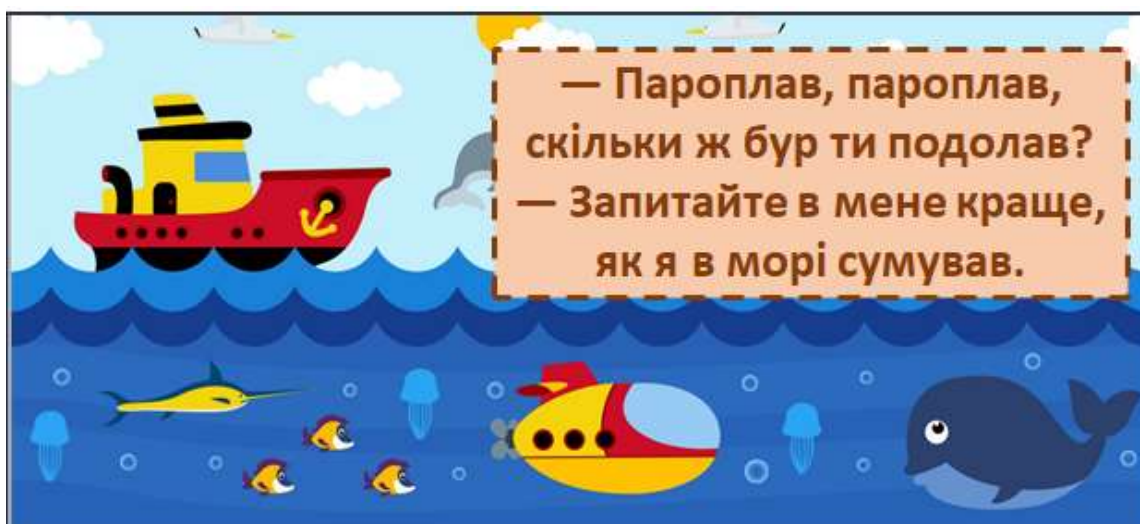 — Пароплав, пароплав,
скільки ж бур ти подолав?
— Запитайте в мене краще,
як я в морі сумував.